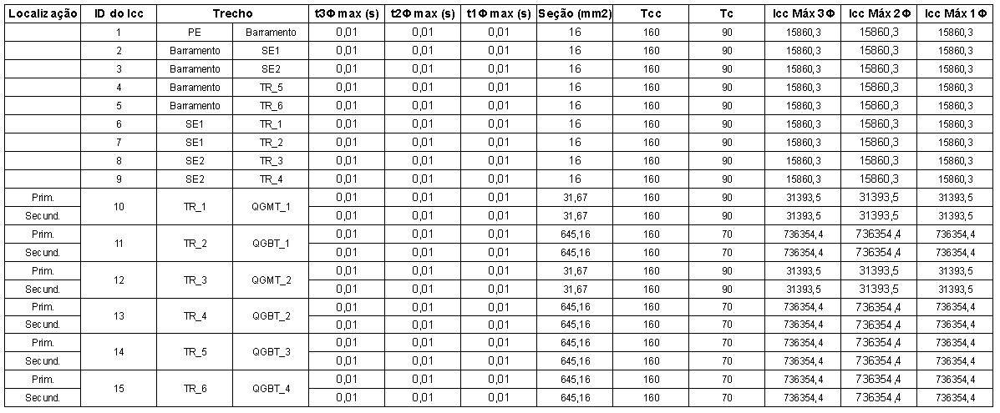 Localização ID do Icc Trecho t3Φ max (s) t2Φ max (s) t1Φ max (s) Seção (mm2) Tcc Tc Icc Máx 3Φ Icc Máx 2Φ Icc Máx 1Φ
1 PE Barramento 0,01 0,01 0,01 16 160 90 15860,3 15860,3 15860,3
2 Barramento SE1 0,01 0,01 0,01 16 160 90 15860,3 15860,3 15860,3
3 Barramento SE2 0,01 0,01 0,01 16 160 90 15860,3 15860,3 15860,3
4 Barramento TR_5 0,01 0,01 0,01 16 160 90 15860,3 15860,3 15860,3
5 Barramento TR_6 0,01 0,01 0,01 16 160 90 15860,3 15860,3 15860,3
6 SE1 TR_1 0,01 0,01 0,01 16 160 90 15860,3 15860,3 15860,3
7 SE1 TR_2 0,01 0,01 0,01 16 160 90 15860,3 15860,3 15860,3
8 SE2 TR_3 0,01 0,01 0,01 16 160 90 15860,3 15860,3 15860,3
9 SE2 TR_4 0,01 0,01 0,01 16 160 90 15860,3 15860,3 15860,3
Prim. 10 TR_1 QGMT_1 0,01 0,01 0,01 31,67 160 90 31393,5 31393,5 31393,5
Secund. 0,01 0,01 0,01 31,67 160 90 31393,5 31393,5 31393,5
Prim. 11 TR_2 QGBT_1 0,01 0,01 0,01 645,16 160 70 736354,4 736354,4 736354,4
Secund. 0,01 0,01 0,01 645,16 160 70 736354,4 736354,4 736354,4
Prim. 12 TR_3 QGMT_2 0,01 0,01 0,01 31,67 160 90 31393,5 31393,5 31393,5
Secund. 0,01 0,01 0,01 31,67 160 90 31393,5 31393,5 31393,5
Prim. 13 TR_4 QGBT_2 0,01 0,01 0,01 645,16 160 70 736354,4 736354,4 736354,4
Secund. 0,01 0,01 0,01 645,16 160 70 736354,4 736354,4 736354,4
Prim. 14 TR_5 QGBT_3 0,01 0,01 0,01 645,16 160 70 736354,4 736354,4 736354,4
Secund. 0,01 0,01 0,01 645,16 160 70 736354,4 736354,4 736354,4
Prim. 15 TR_6 QGBT_4 0,01 0,01 0,01 645,16 160 70 736354,4 736354,4 736354,4
Secund. 0,01 0,01 0,01 645,16 160 70 736354,4 736354,4 736354,4